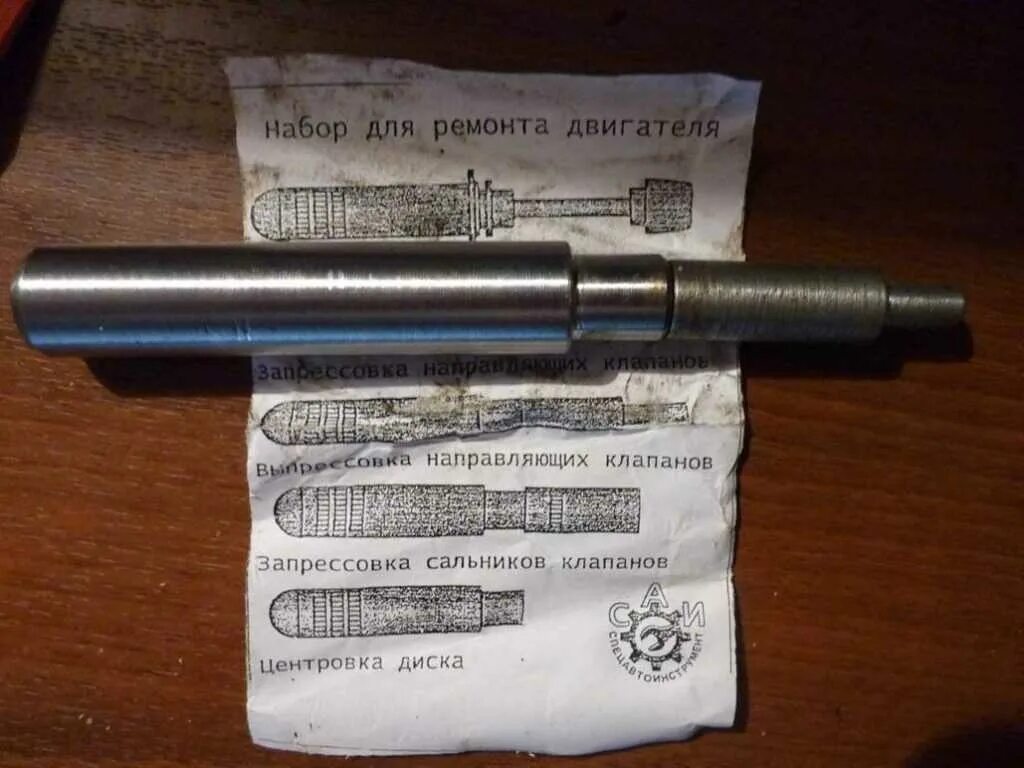 Набор для ремонта двигателя
Запрессовка направляющих клапанов
Выпрессовка направляющих клапанов
Запрессовка сальников клапанов
САИ
СПЕЦАВТОИНСТРУМЕНТ
Центровка диска